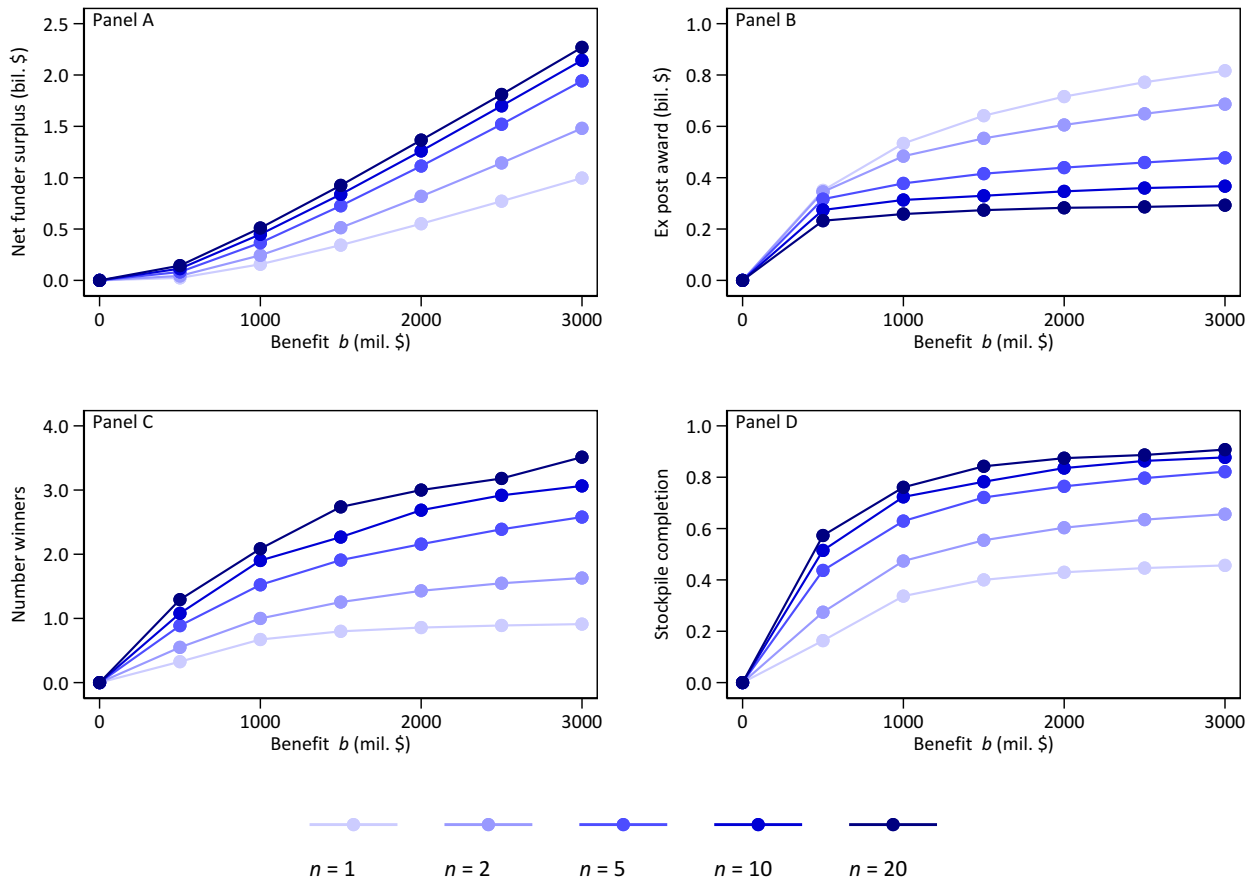 Panel A
Net funder surplus (bil. $)
2.5
2.0
1.5
1.0
0.5
0.0
0 1000 2000 3000
Benefit b (mil. $)
Panel B
Ex post award (bil. $)
1.0
0.8
0.6
0.4
0.2
0.0
0 1000 2000 3000
Benefit b (mil. $)
Panel C
Number winners
4.0
3.0
2.0
1.0
0.0
0 1000 2000 3000
Benefit b (mil. $)
Panel D
Stockpile completion
1.0
0.8
0.6
0.4
0.2
0.0
0 1000 2000 3000
Benefit b (mil. $)
n = 1 n = 2 n = 5 n = 10 n = 20